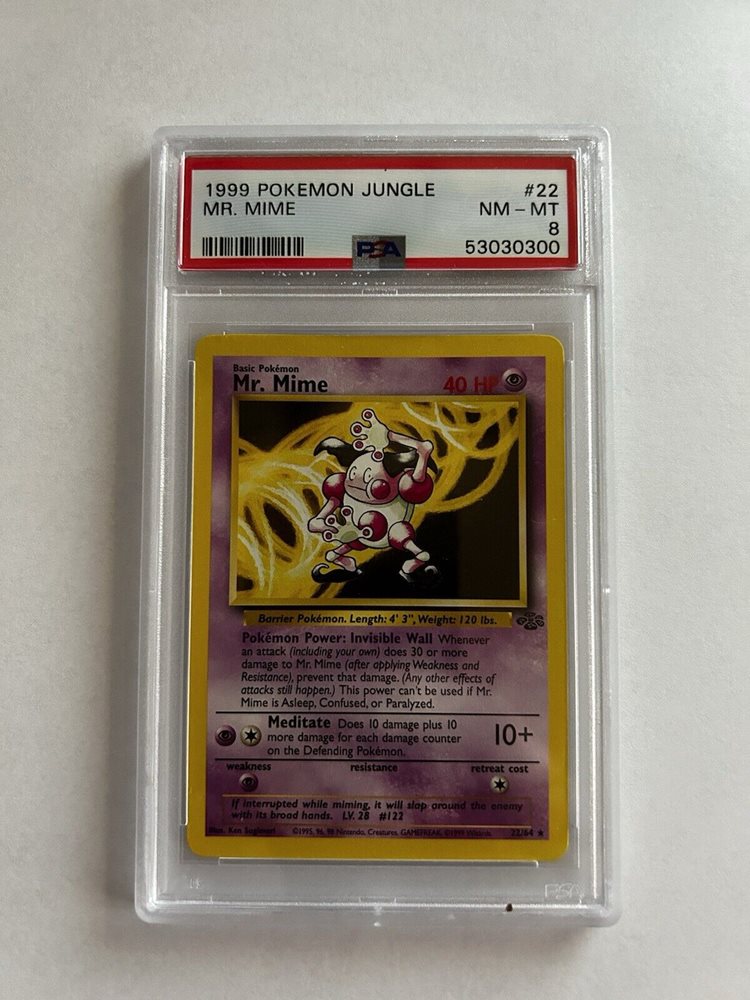 1999 POKEMON JUNGLE #22
MR. MIME NM - MT
8
PSA 53030300
Basic Pokémon
Mr. Mime 40 HP
Barrier Pokémon. Length: 4' 3", Weight: 120 lbs.
Pokémon Power: Invisible Wall Whenever
an attack (including your own) does 30 or more
damage to Mr. Mime (after applying Weakness and
Resistance), prevent that damage. (Any other effects of
attacks still happen.) This power can't be used if Mr.
Mime is Asleep, Confused, or Paralyzed.
Meditate Does 10 damage plus 10
more damage for each damage counter
on the Defending Pokémon.
10+
weakness resistance retreat cost
If interrupted while miming, it will slap around the enemy
with its broad hands. LV. 28 #122
Illus. Ken Sugimori ©1995, 96, 98 Nintendo, Creatures, GAMEFREAK. ©1999 Wizards. 22/64 ★
PSA